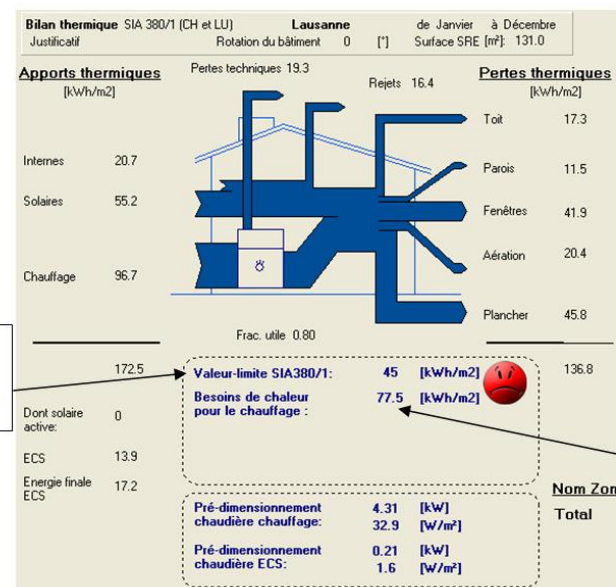 Bilan thermique SIA 380/1 (CH et LU) Lausanne de Janvier à Décembre
Justificatif Rotation du bâtiment 0 [°] Surface SRE [m²]: 131.0
Apports thermiques
[kWh/m2]
Pertes techniques 19.3
Rejets 16.4
Pertes thermiques
[kWh/m2]
Toit 17.3
Internes 20.7
Parois 11.5
Solaires 55.2
Fenêtres 41.9
Aération 20.4
Chauffage 96.7
Plancher 45.8
Frac. utile 0.80
172.5
136.8
Valeur-limite SIA380/1: 45 [kWh/m2]
Besoins de chaleur
pour le chauffage : 77.5 [kWh/m2]
Dont solaire
active: 0
ECS 13.9
Energie finale
ECS 17.2
Nom Zon
Total
Pré-dimensionnement
chaudière chauffage:
4.31 [kW]
32.9 [W/m²]
Pré-dimensionnement
chaudière ECS:
0.21 [kW]
1.6 [W/m²]